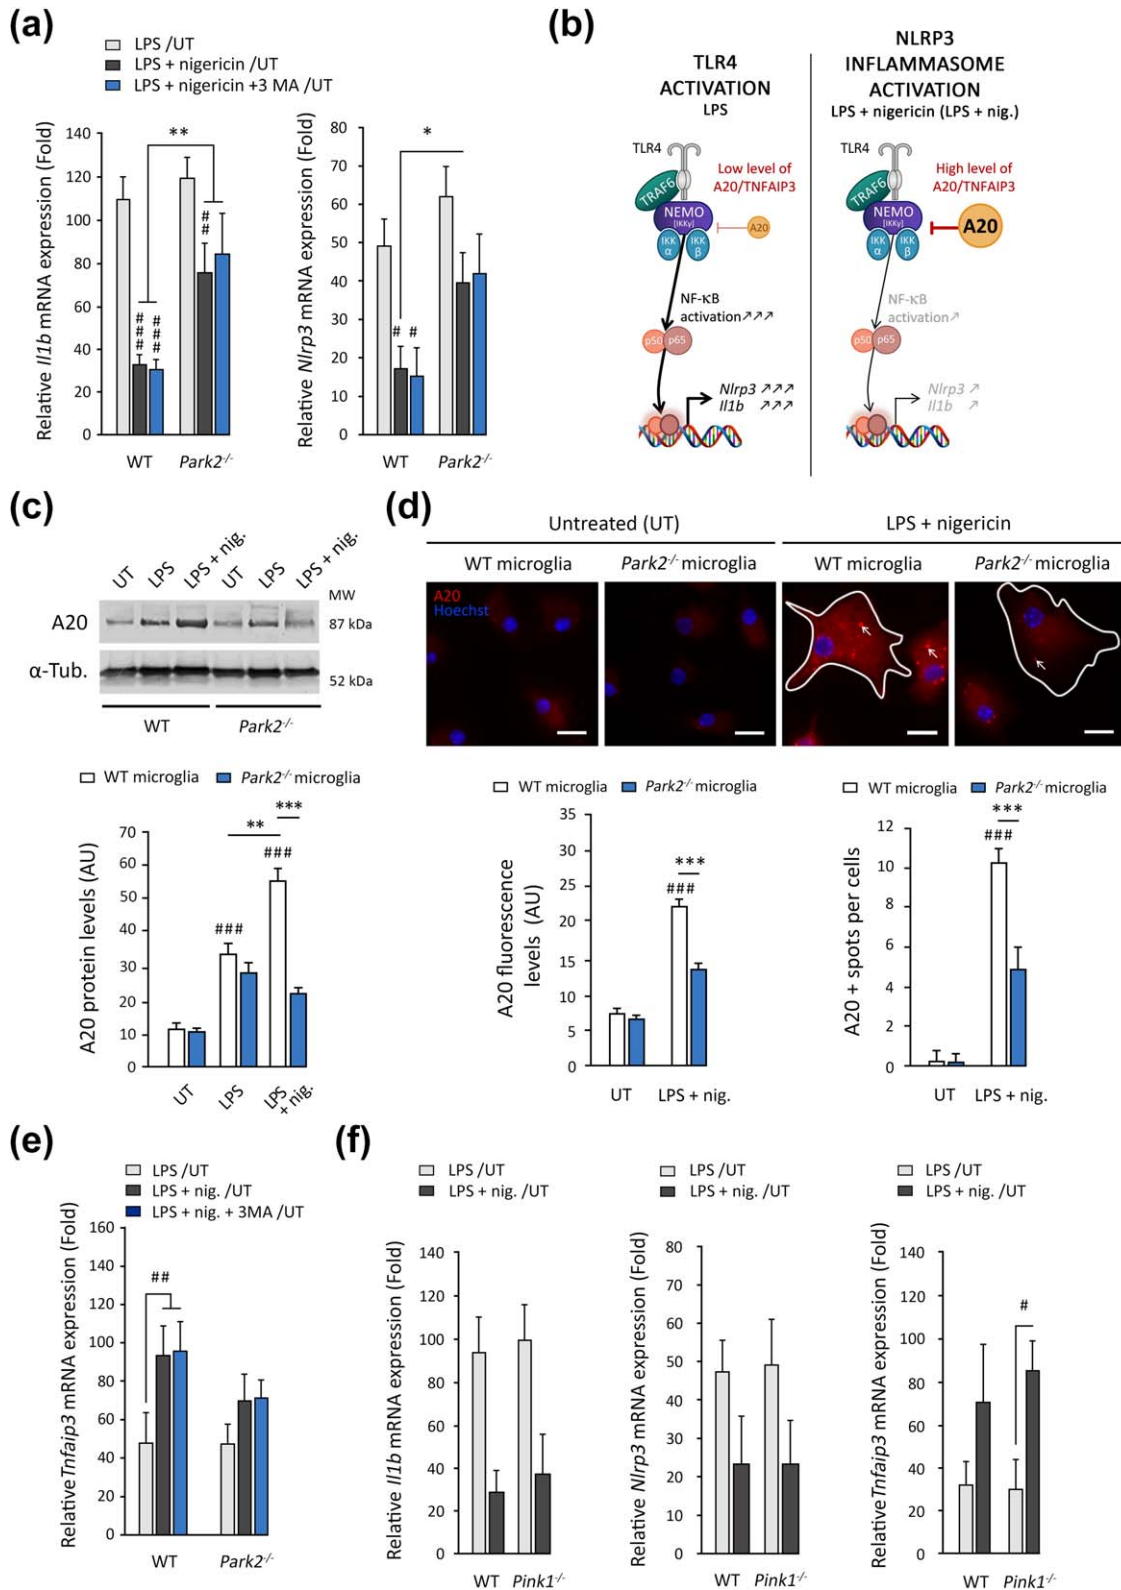 (a)
LPS /UT
LPS + nigericin /UT
LPS + nigericin +3 MA /UT
Relative Il1b mRNA expression (Fold)
140
120
100
80
60
40
20
0
**
###
###
##
WT
Park2-/-
Relative Nlrp3 mRNA expression (Fold)
80
70
60
50
40
30
20
10
0
*
#
#
WT
Park2-/-
(b)
TLR4
ACTIVATION
LPS
TLR4
TRAF6
NEMO
[IKKγ]
IKK
α
IKK
β
Low level of
A20/TNFAIP3
A20
NF-κB
activation↗↗↗
p50
p65
Nlrp3 ↗↗↗
Il1b ↗↗↗
NLRP3
INFLAMMASOME
ACTIVATION
LPS + nigericin (LPS + nig.)
TLR4
TRAF6
NEMO
[IKKγ]
IKK
α
IKK
β
High level of
A20/TNFAIP3
A20
NF-κB
activation↗
p50
p65
Nlrp3 ↗
Il1b ↗
(c)
UT
LPS
LPS + nig.
UT
LPS
LPS + nig.
MW
A20
87 kDa
α-Tub.
52 kDa
WT
Park2-/-
WT microglia
Park2-/- microglia
A20 protein levels (AU)
70
60
50
40
30
20
10
0
###
**
###
***
UT
LPS
LPS
+ nig.
(d)
Untreated (UT)
LPS + nigericin
WT microglia
Park2-/- microglia
WT microglia
Park2-/- microglia
A20
Hoechst
WT microglia
Park2-/- microglia
A20 fluorescence
levels (AU)
35
30
25
20
15
10
5
0
***
###
UT
LPS + nig.
WT microglia
Park2-/- microglia
A20 + spots per cells
12
10
8
6
4
2
0
***
###
UT
LPS + nig.
(e)
LPS /UT
LPS + nig. /UT
LPS + nig. + 3MA /UT
Relative Tnfaip3 mRNA expression (Fold)
160
140
120
100
80
60
40
20
0
##
WT
Park2-/-
(f)
LPS /UT
LPS + nig. /UT
Relative Il1b mRNA expression (Fold)
140
120
100
80
60
40
20
0
WT
Pink1-/-
LPS /UT
LPS + nig. /UT
Relative Nlrp3 mRNA expression (Fold)
80
70
60
50
40
30
20
10
0
WT
Pink1-/-
LPS /UT
LPS + nig. /UT
Relative Tnfaip3 mRNA expression (Fold)
140
120
100
80
60
40
20
0
#
WT
Pink1-/-